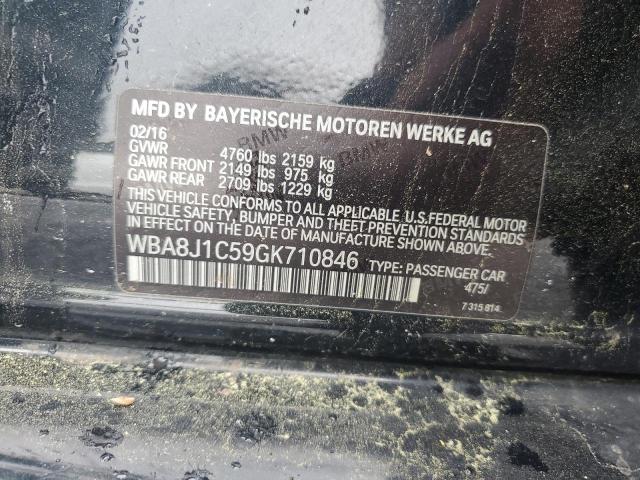 MFD BY BAYERISCHE MOTOREN WERKE AG
02/16
GVWR 4760 lbs 2159 kg
GAWR FRONT 2149 lbs 975 kg
GAWR REAR 2709 lbs 1229 kg
THIS VEHICLE CONFORMS TO ALL APPLICABLE U.S.FEDERAL MOTOR
VEHICLE SAFETY, BUMPER AND THEFT PREVENTION STANDARDS
IN EFFECT ON THE DATE OF MANUFACTURE SHOWN ABOVE.
WBA8J1C59GK710846 TYPE: PASSENGER CAR
475/
7 315 814